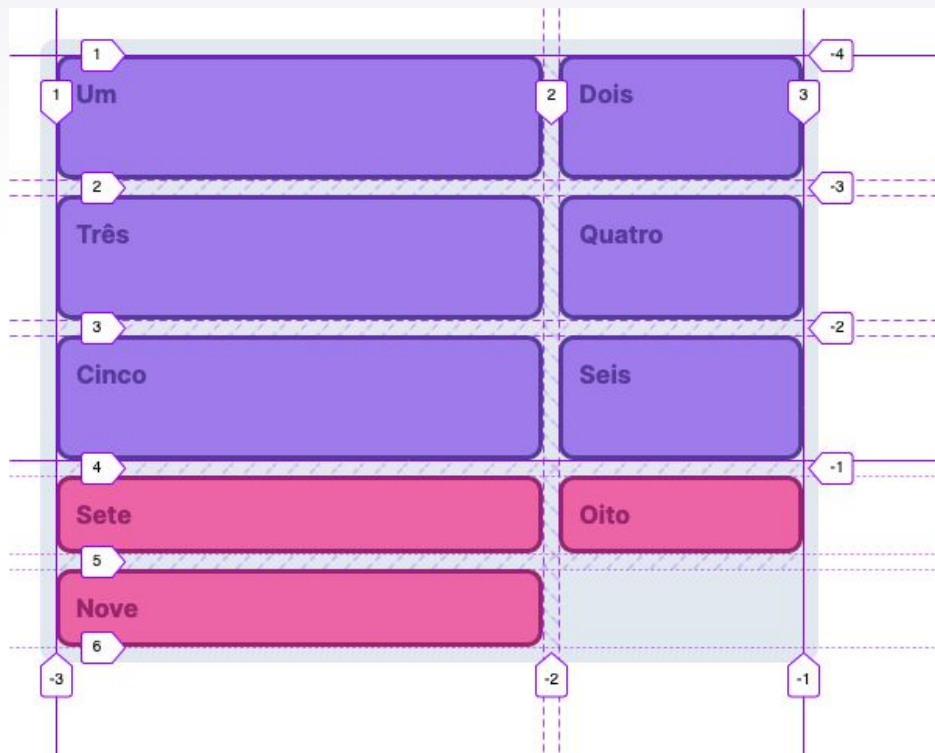 1 -4
1 Um 2 Dois 3
2 -3
Três Quatro
3 -2
Cinco Seis
4 -1
Sete Oito
5
Nove
6
-3 -2 -1